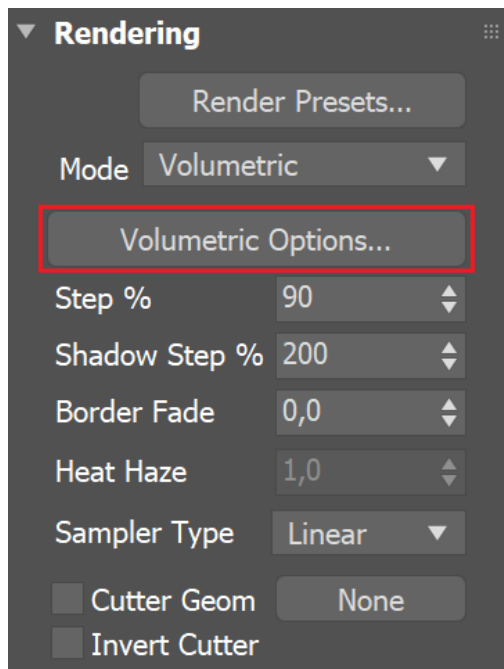 Rendering
Render Presets...
Mode Volumetric
Volumetric Options...
Step % 90
Shadow Step % 200
Border Fade 0,0
Heat Haze 1,0
Sampler Type Linear
Cutter Geom None
Invert Cutter